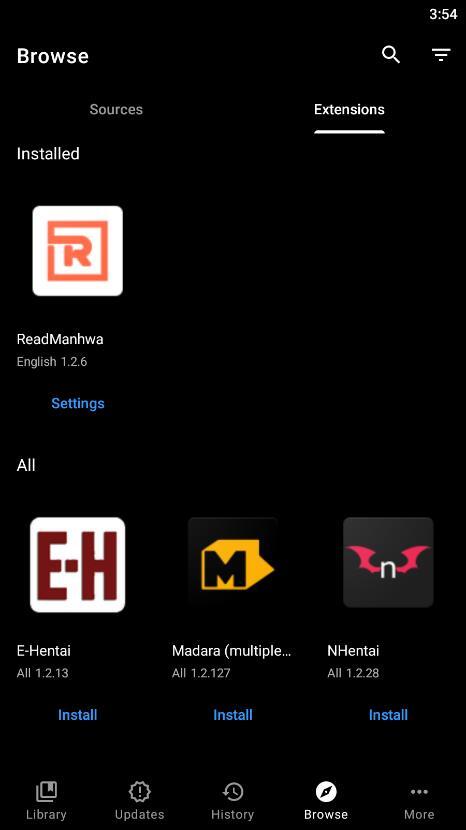 3:54
Browse
Sources Extensions
Installed
R
ReadManhwa
English 1.2.6
Settings
All
E-H M n
E-Hentai Madara (multiple... NHentai
All 1.2.13 All 1.2.127 All 1.2.28
Install Install Install
Library Updates History Browse More